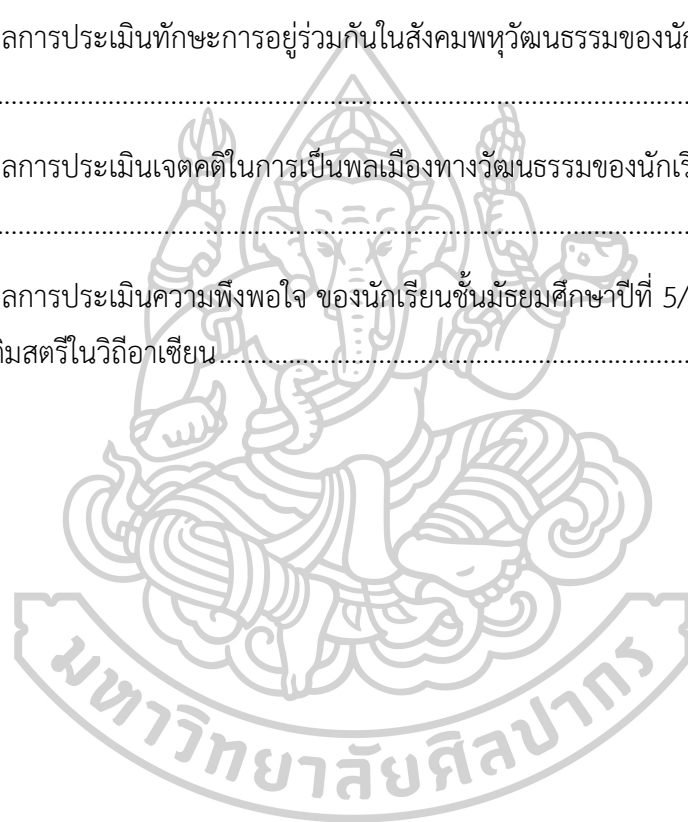 ลการประเมินทักษะการอยู่ร่วมกันในสังคมพหุวัฒนธรรมของนัก
ลการประเมินเจตคติในการเป็นพลเมืองทางวัฒนธรรมของนักเรี
ลการประเมินความพึงพอใจ ของนักเรียนชั้นมัธยมศึกษาปีที่ 5/
ติมสตรีในวิถีอาเซียน
มหาวิทยาลัยศิลปากร